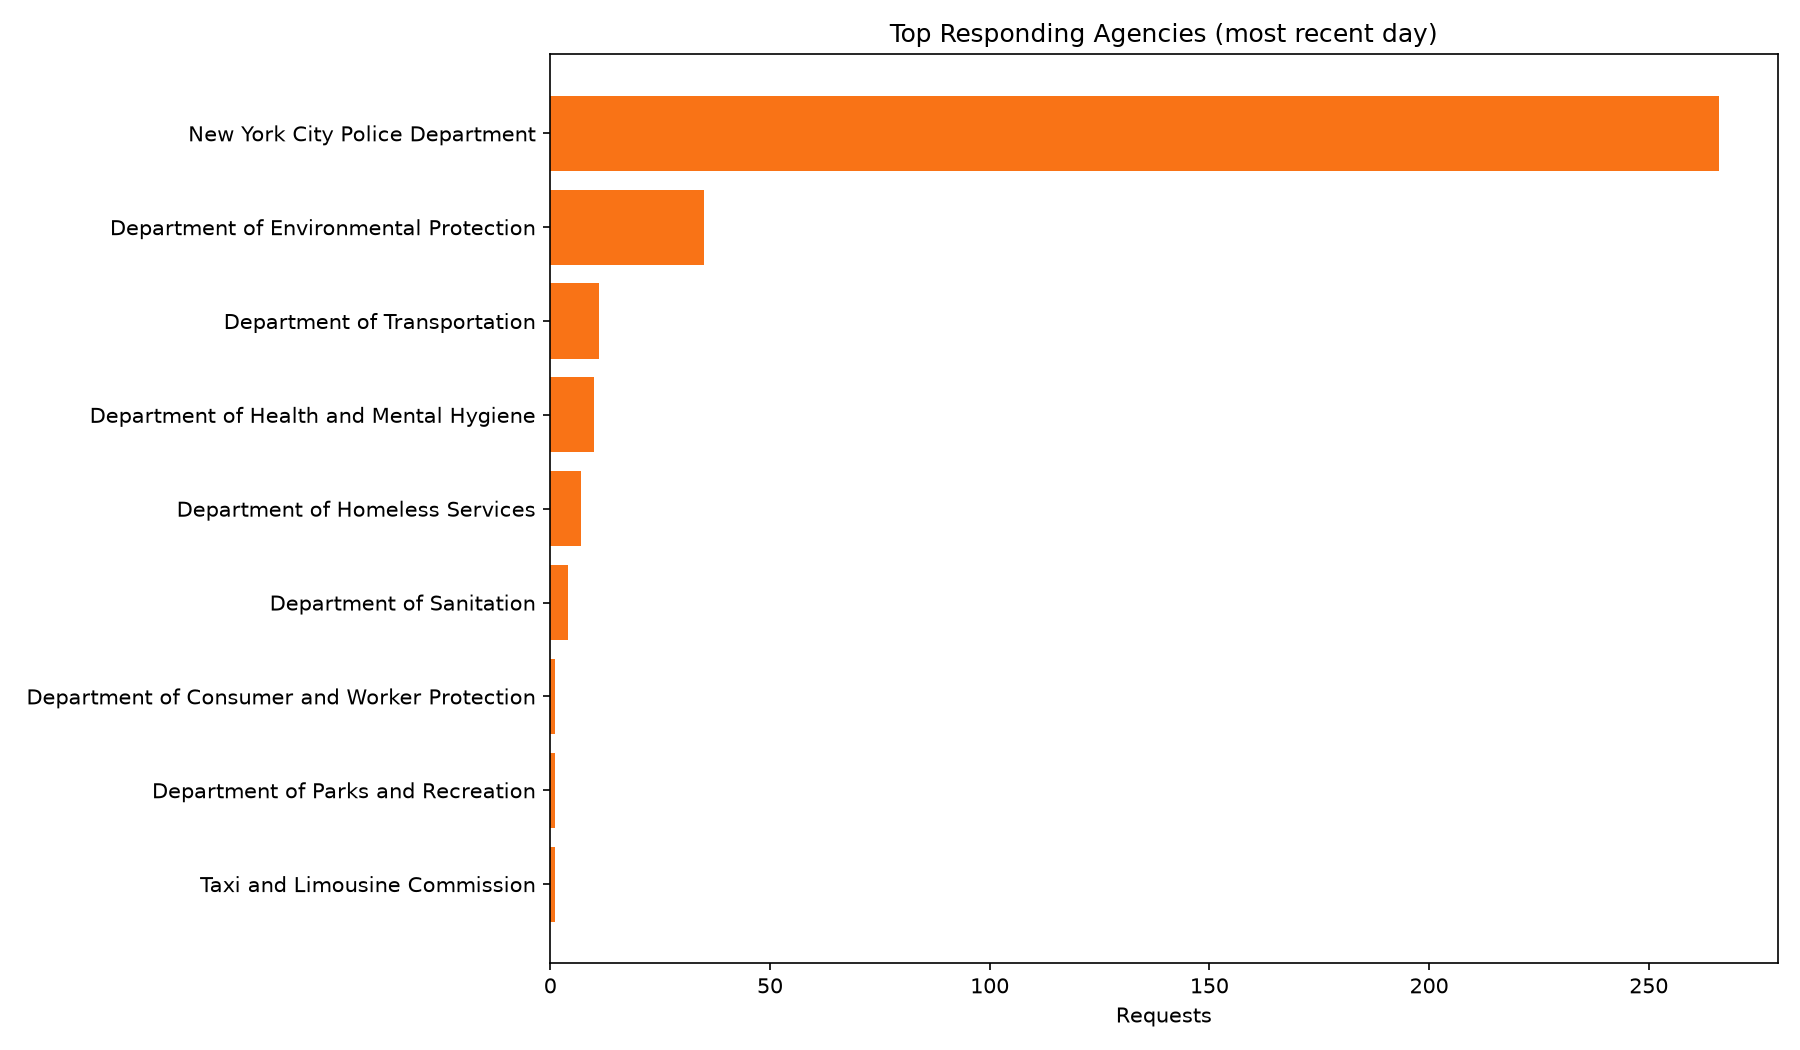 Top Responding Agencies (most recent day)
New York City Police Department
Department of Environmental Protection
Department of Transportation
Department of Health and Mental Hygiene
Department of Homeless Services
Department of Sanitation
Department of Consumer and Worker Protection
Department of Parks and Recreation
Taxi and Limousine Commission
0 50 100 150 200 250
Requests